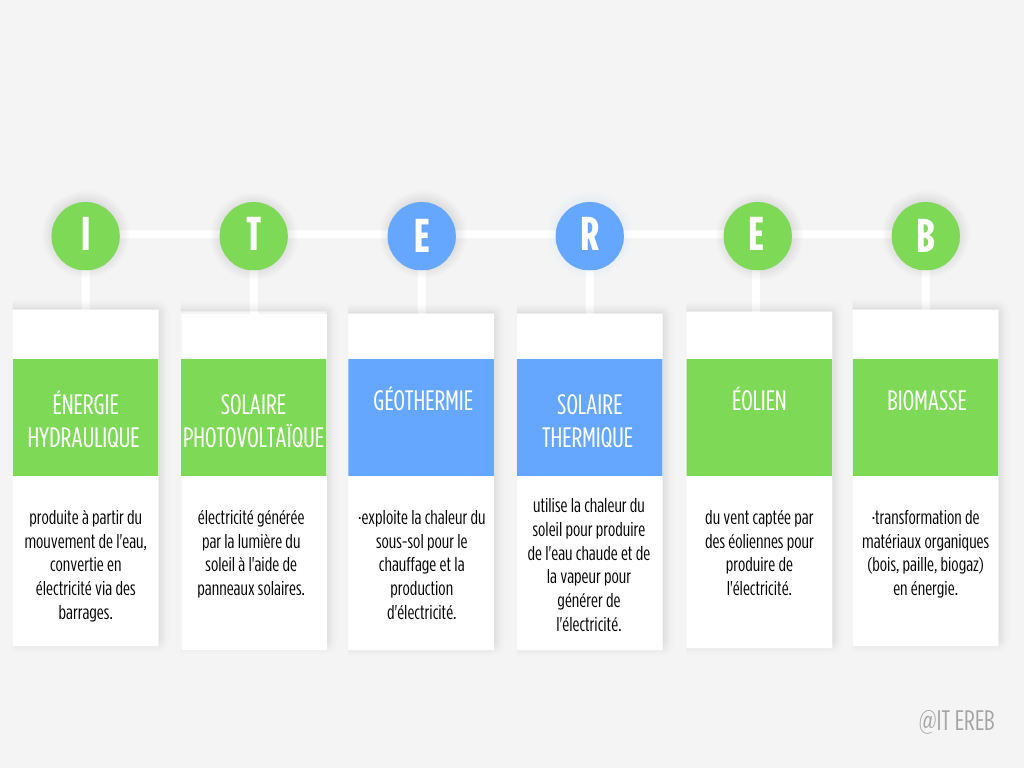 I
T
E
R
E
B
ÉNERGIE
HYDRAULIQUE
produite à partir du
mouvement de l'eau,
convertie en
électricité via des
barrages.
SOLAIRE
PHOTOVOLTAÏQUE
électricité générée
par la lumière du
soleil à l'aide de
panneaux solaires.
GÉOTHERMIE
·exploite la chaleur du
sous-sol pour le
chauffage et la
production
d'électricité.
SOLAIRE
THERMIQUE
utilise la chaleur du
soleil pour produire
de l'eau chaude et de
la vapeur pour
générer de
l'électricité.
ÉOLIEN
du vent captée par
des éoliennes pour
produire de
l'électricité.
BIOMASSE
·transformation de
matériaux organiques
(bois, paille, biogaz)
en énergie.
@IT EREB